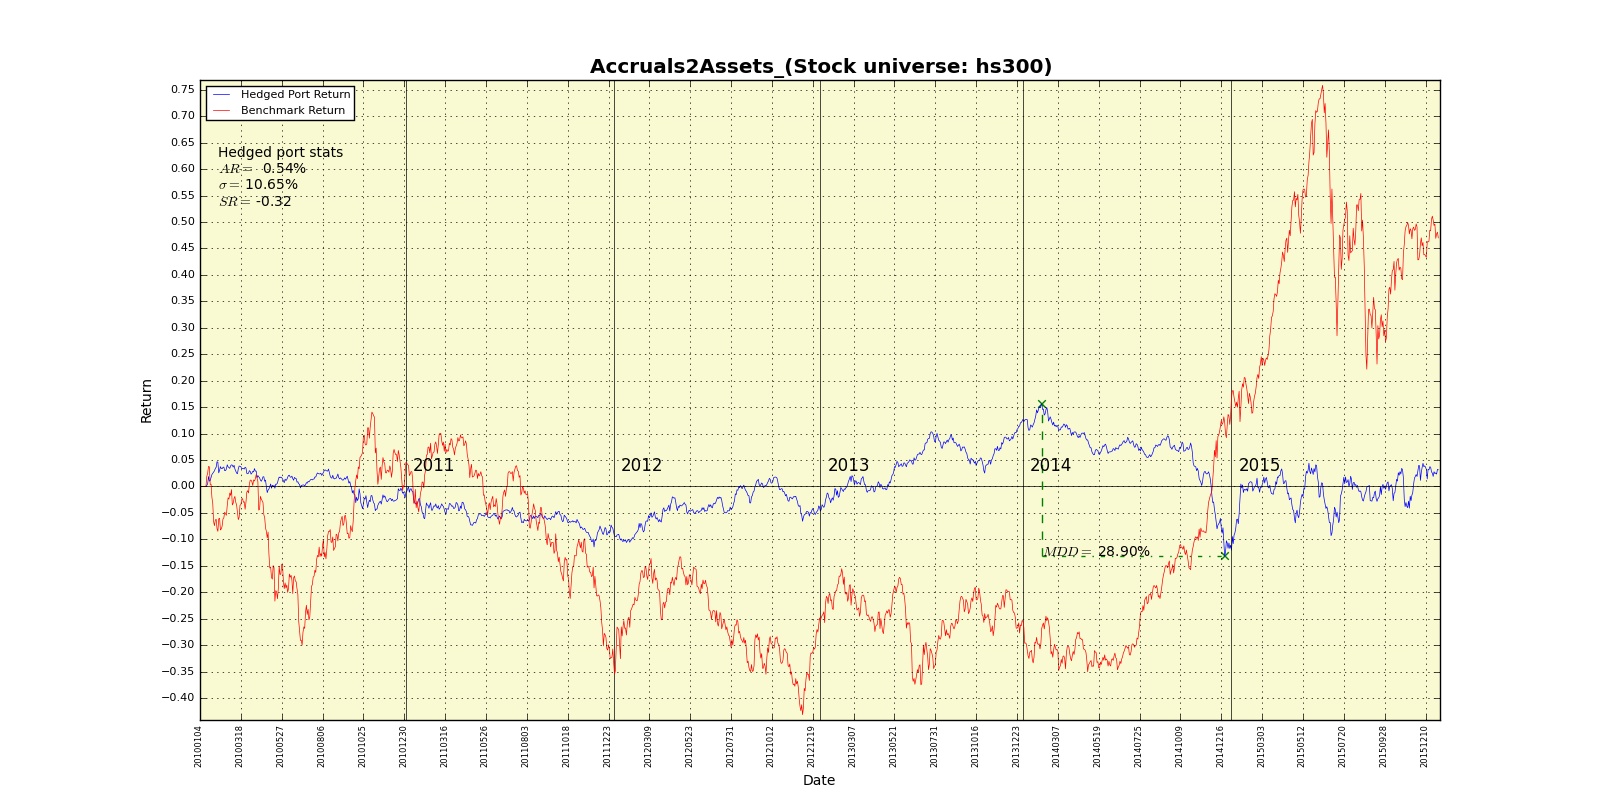 Accruals2Assets_(Stock universe: hs300)
Hedged Port Return
Benchmark Return
Hedged port stats
AR = 0.54%
σ = 10.65%
SR = -0.32
0.75
0.70
0.65
0.60
0.55
0.50
0.45
0.40
0.35
0.30
0.25
0.20
0.15
0.10
0.05
0.00
−0.05
−0.10
−0.15
−0.20
−0.25
−0.30
−0.35
−0.40
Return
2011 2012 2013 2014 2015
MDD = 28.90%
20100104 20100318 20100527 20100806 20101025 20101230 20110316 20110526 20110803 20111018 20111223 20120309 20120523 20120731 20121012 20121219 20130307 20130521 20130731 20131016 20131223 20140307 20140519 20140725 20141009 20141216 20150303 20150512 20150720 20150928 20151210
Date